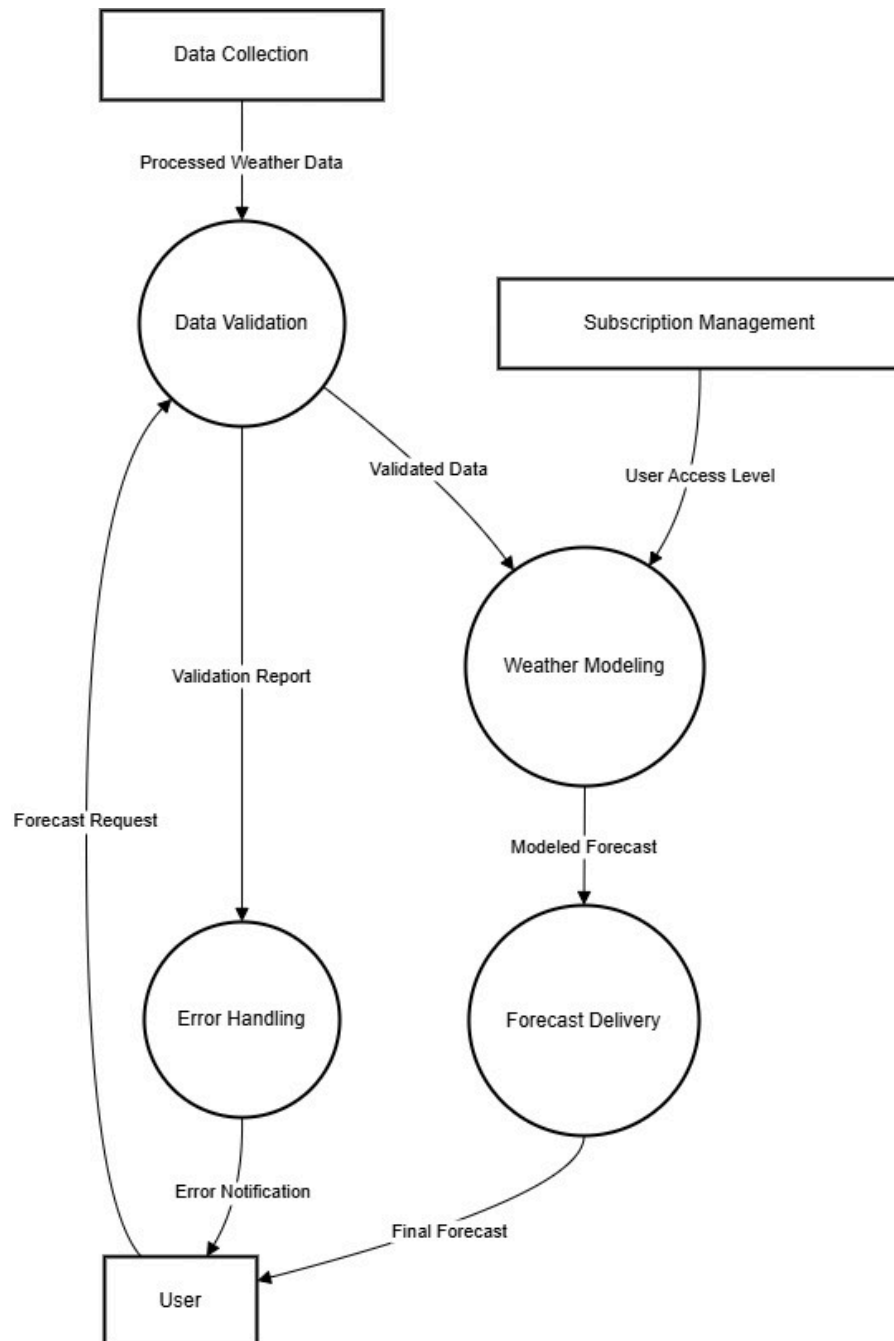 Data Collection
Processed Weather Data
Data Validation
Subscription Management
Validated Data
User Access Level
Weather Modeling
Validation Report
Forecast Request
Modeled Forecast
Error Handling
Forecast Delivery
Error Notification
Final Forecast
User